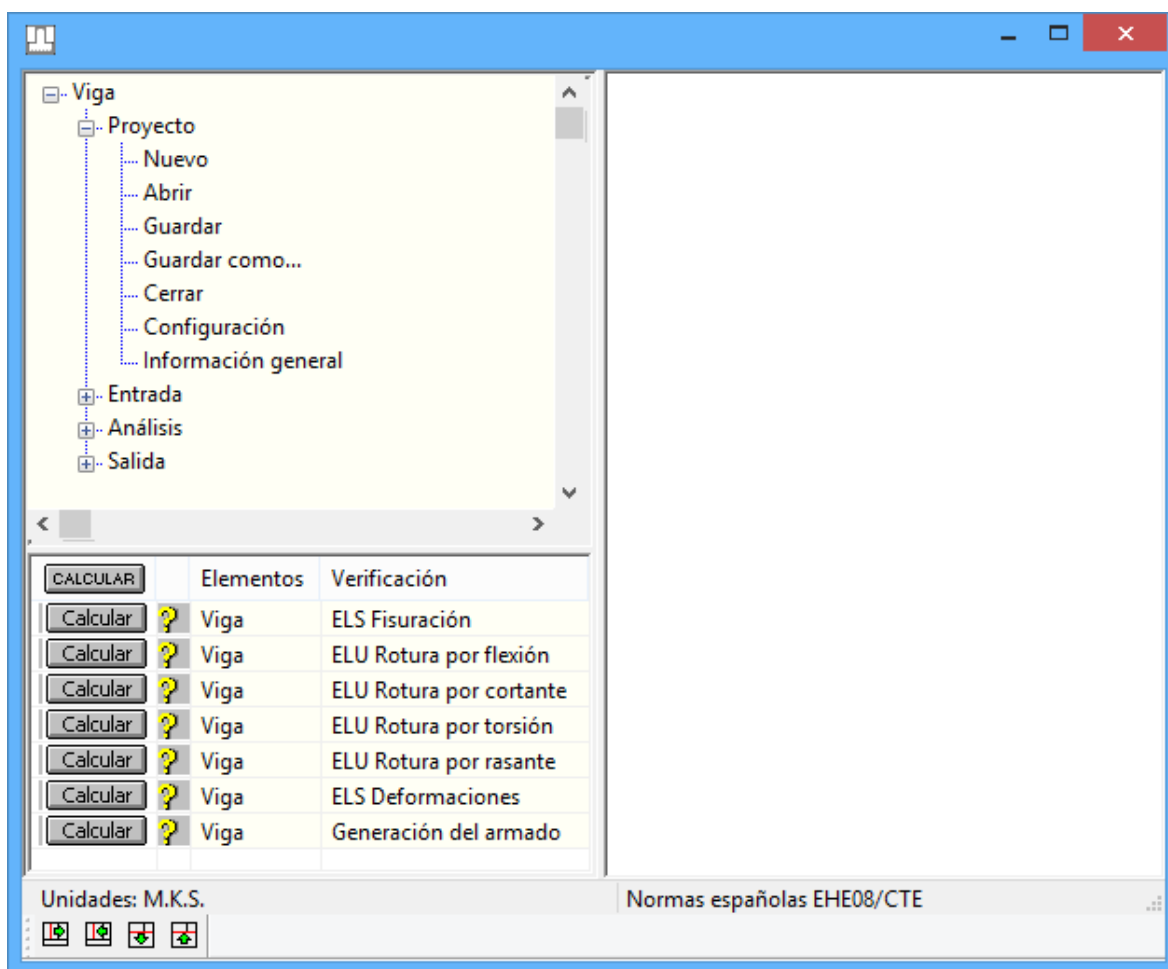 Viga
Proyecto
Nuevo
Abrir
Guardar
Guardar como...
Cerrar
Configuración
Información general
Entrada
Análisis
Salida
CALCULAR Elementos Verificación
Calcular Viga ELS Fisuración
Calcular Viga ELU Rotura por flexión
Calcular Viga ELU Rotura por cortante
Calcular Viga ELU Rotura por torsión
Calcular Viga ELU Rotura por rasante
Calcular Viga ELS Deformaciones
Calcular Viga Generación del armado
Unidades: M.K.S. Normas españolas EHE08/CTE